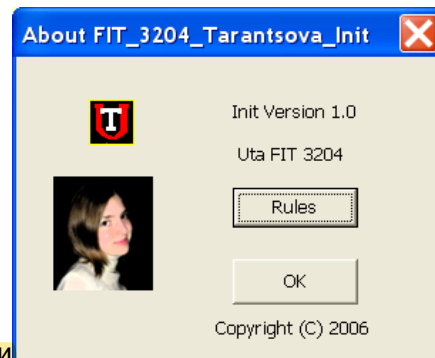 About FIT_3204_Tarantsova_Init
Init Version 1.0
Uta FIT 3204
Rules
OK
Copyright (C) 2006
и